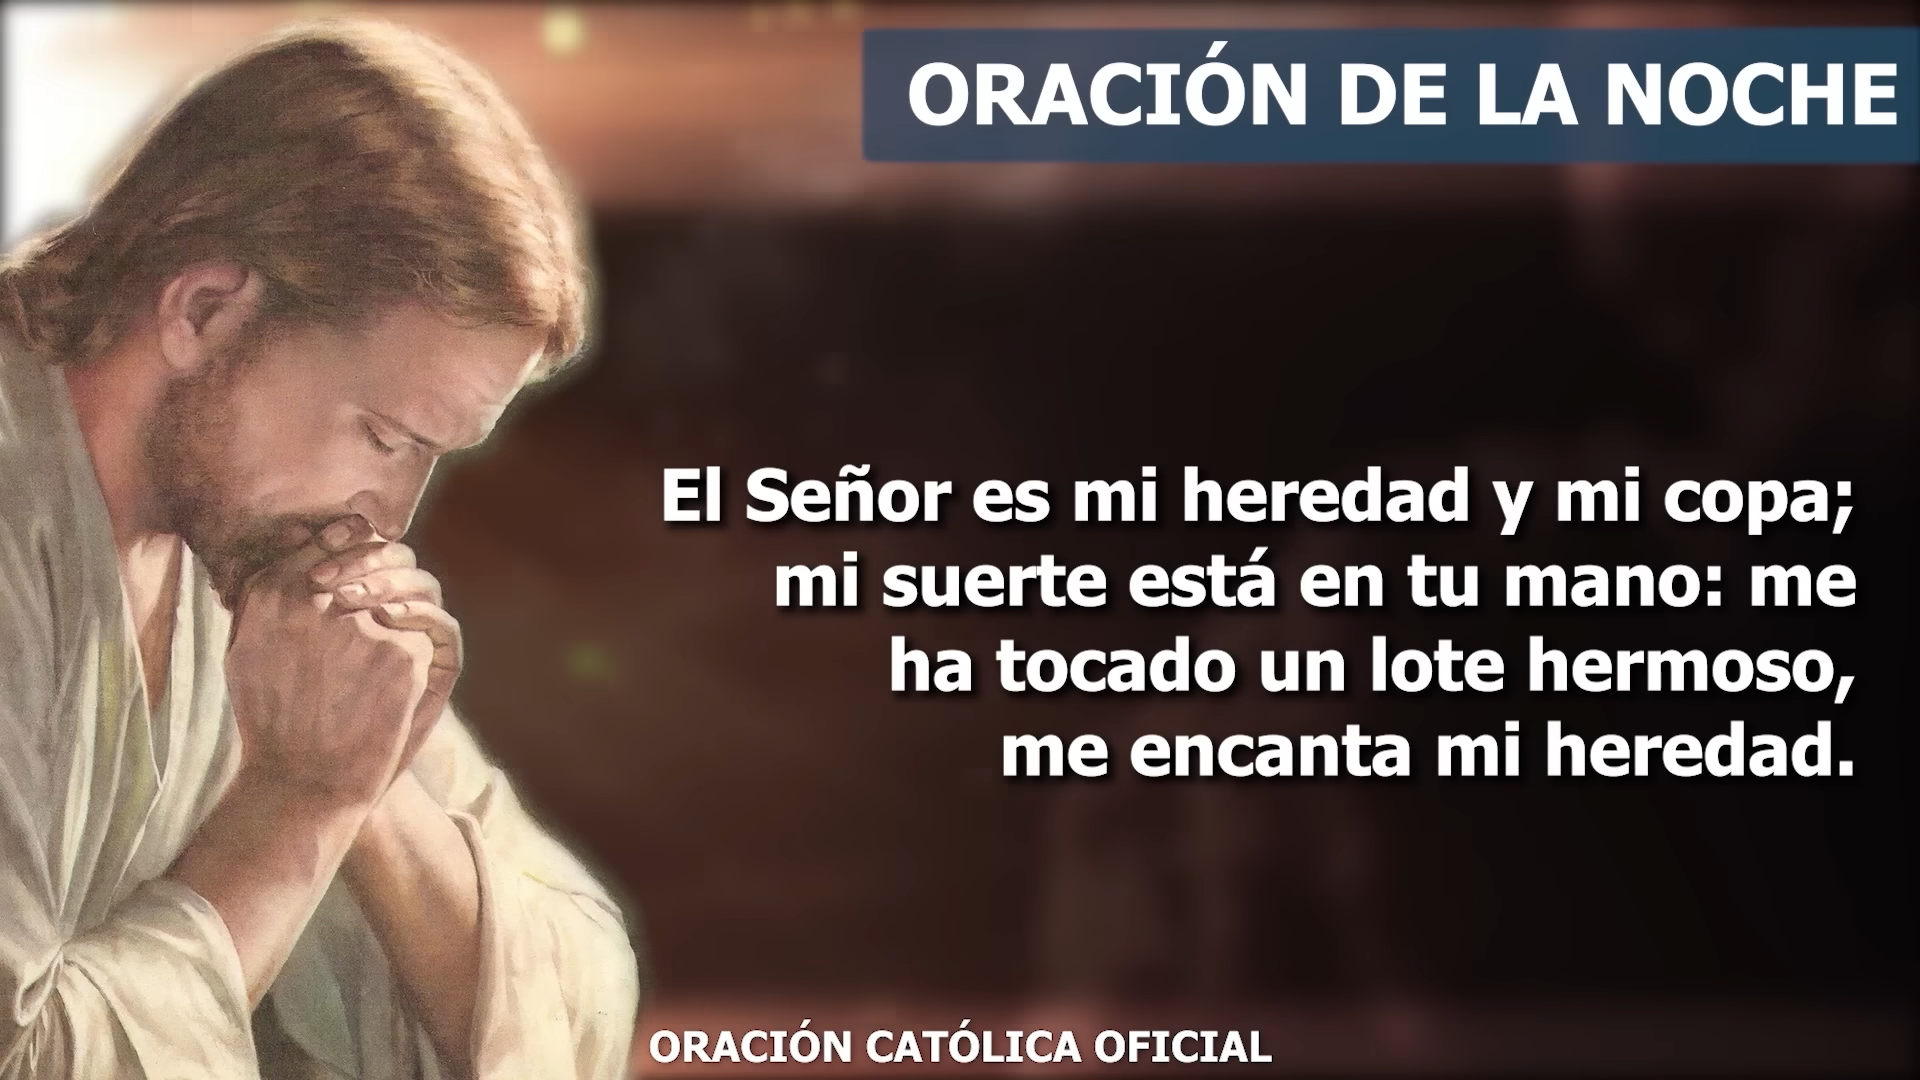 ORACIÓN DE LA NOCHE
El Señor es mi heredad y mi copa;
mi suerte está en tu mano: me
ha tocado un lote hermoso,
me encanta mi heredad.
ORACIÓN CATÓLICA OFICIAL